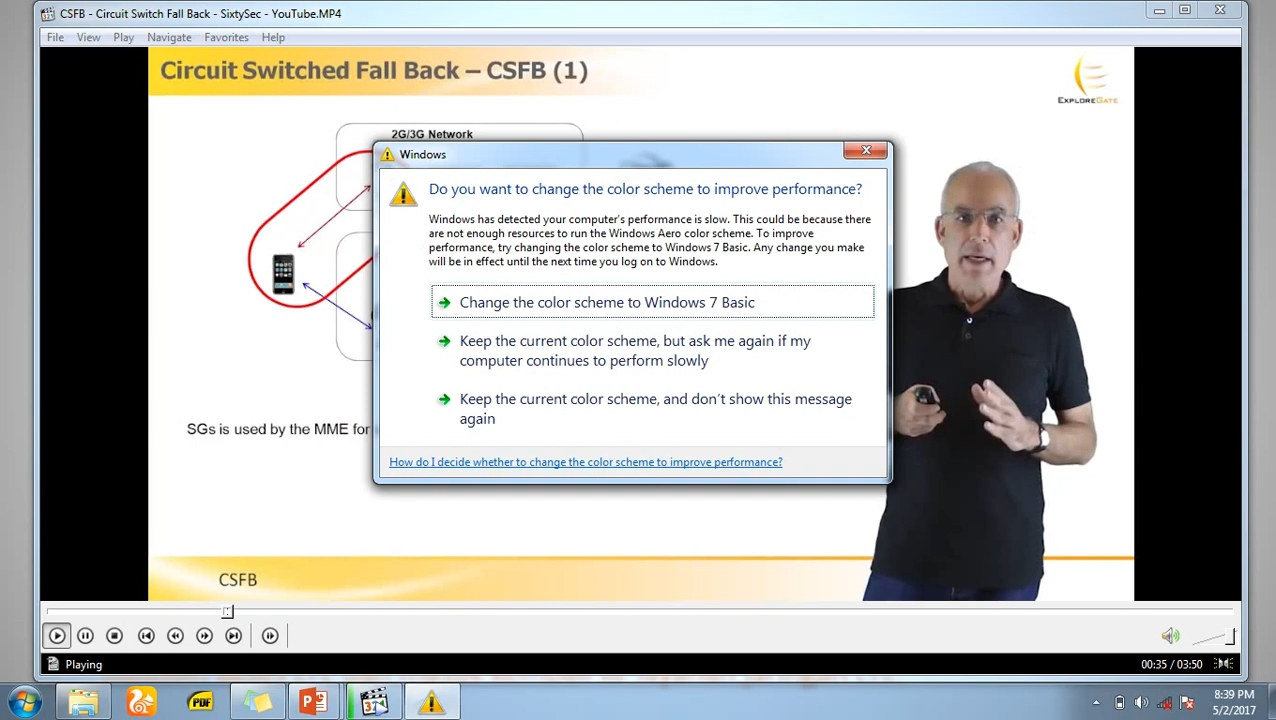 CSFB - Circuit Switch Fall Back - SixtySec - YouTube.MP4
File View Play Navigate Favorites Help
Circuit Switched Fall Back – CSFB (1)
EXPLOREGATE
2G/3G Network
Windows
Do you want to change the color scheme to improve performance?
Windows has detected your computer's performance is slow. This could be because there
are not enough resources to run the Windows Aero color scheme. To improve
performance, try changing the color scheme to Windows 7 Basic. Any change you make
will be in effect until the next time you log on to Windows.
Change the color scheme to Windows 7 Basic
Keep the current color scheme, but ask me again if my
computer continues to perform slowly
Keep the current color scheme, and don't show this message
again
How do I decide whether to change the color scheme to improve performance?
SGs is used by the MME for
CSFB
Playing
00:35 / 03:50
PDF
8:39 PM
5/2/2017